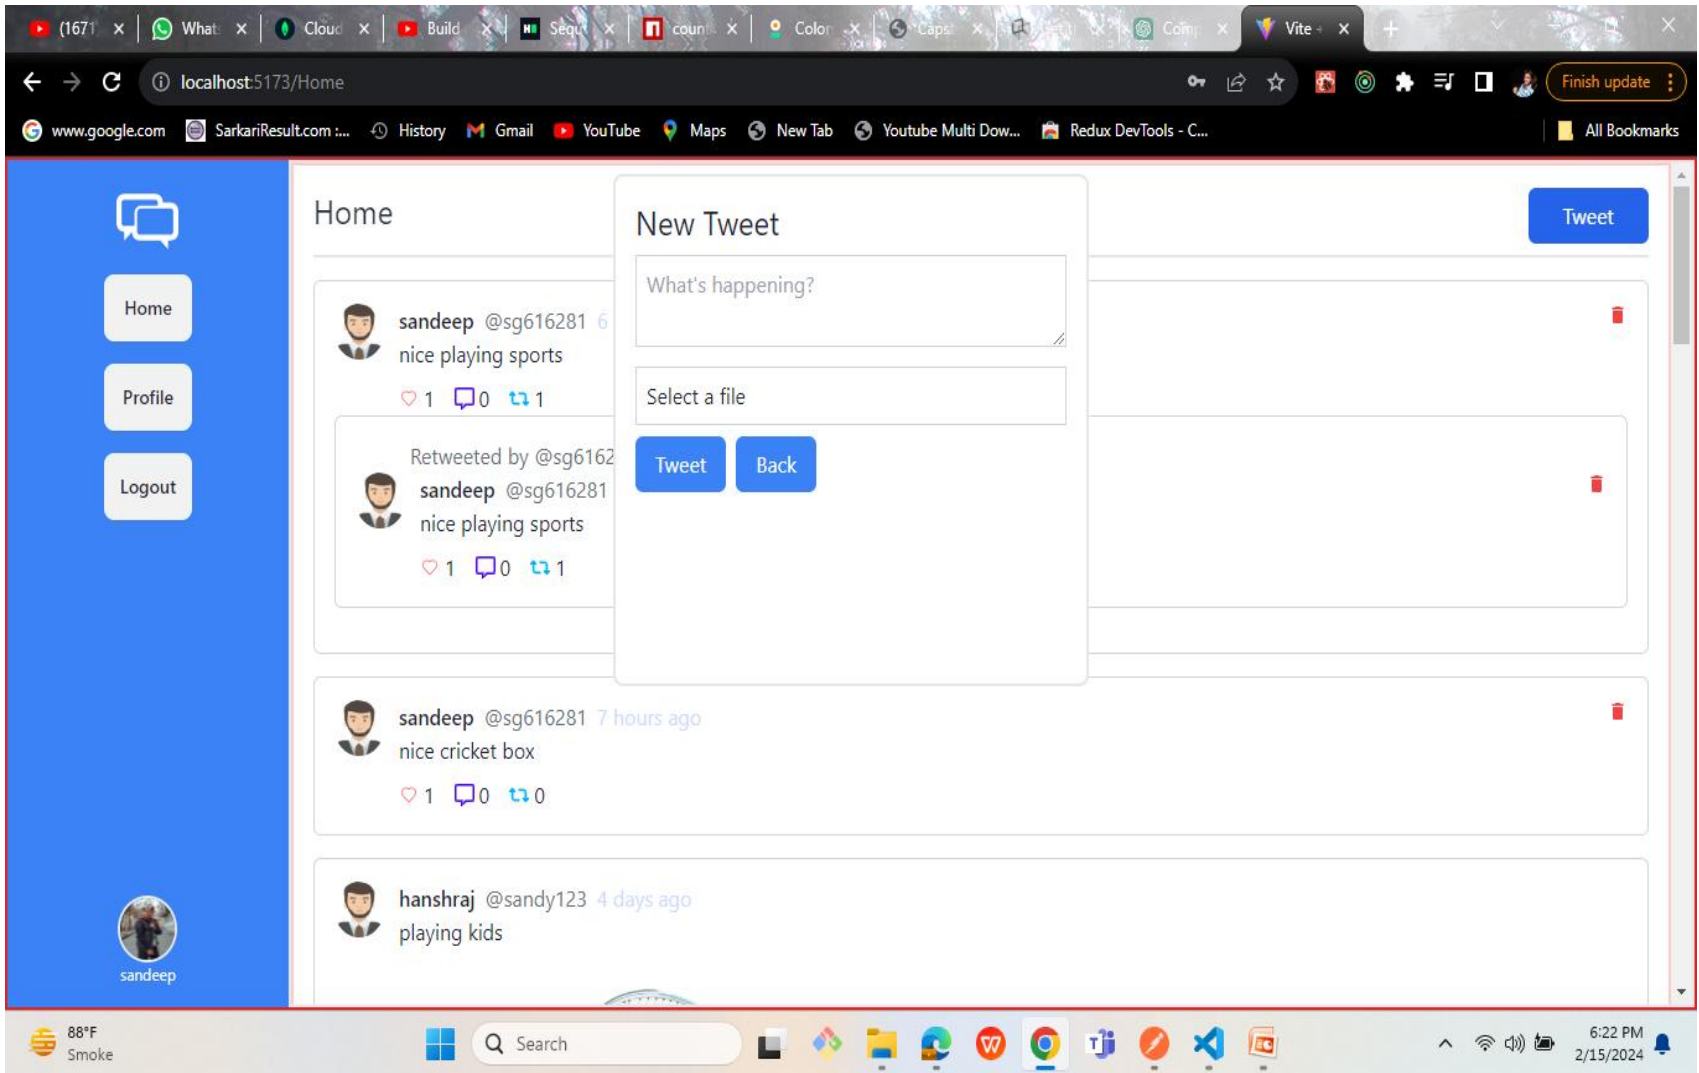 (1671
What
Cloud
Build
Sequ
count
Color
Caps
Comp
Vite +
localhost:5173/Home
Finish update
www.google.com
SarkariResult.com :...
History
Gmail
YouTube
Maps
New Tab
Youtube Multi Dow...
Redux DevTools - C...
All Bookmarks
Home
Profile
Logout
sandeep
Home
Tweet
sandeep @sg616281 6
nice playing sports
1 0 1
Retweeted by @sg6162
sandeep @sg616281
nice playing sports
1 0 1
sandeep @sg616281 7 hours ago
nice cricket box
1 0 0
hanshraj @sandy123 4 days ago
playing kids
New Tweet
What's happening?
Select a file
Tweet Back
88°F
Smoke
Search
6:22 PM
2/15/2024